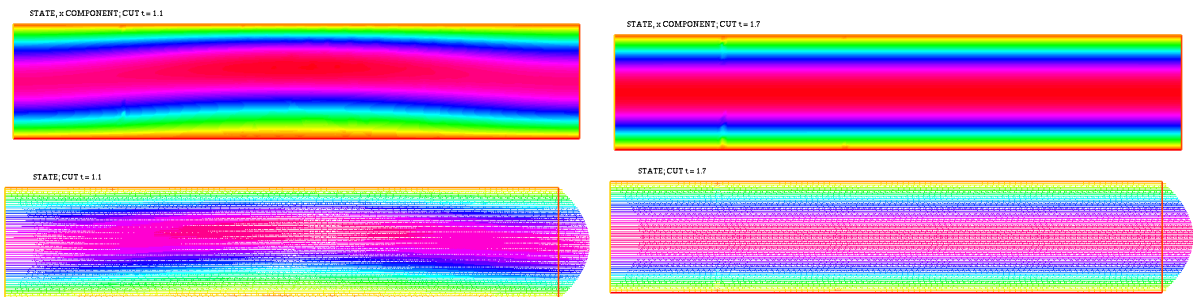 STATE, x COMPONENT; CUT t = 1.1
STATE, x COMPONENT; CUT t = 1.7
STATE; CUT t = 1.1
STATE; CUT t = 1.7